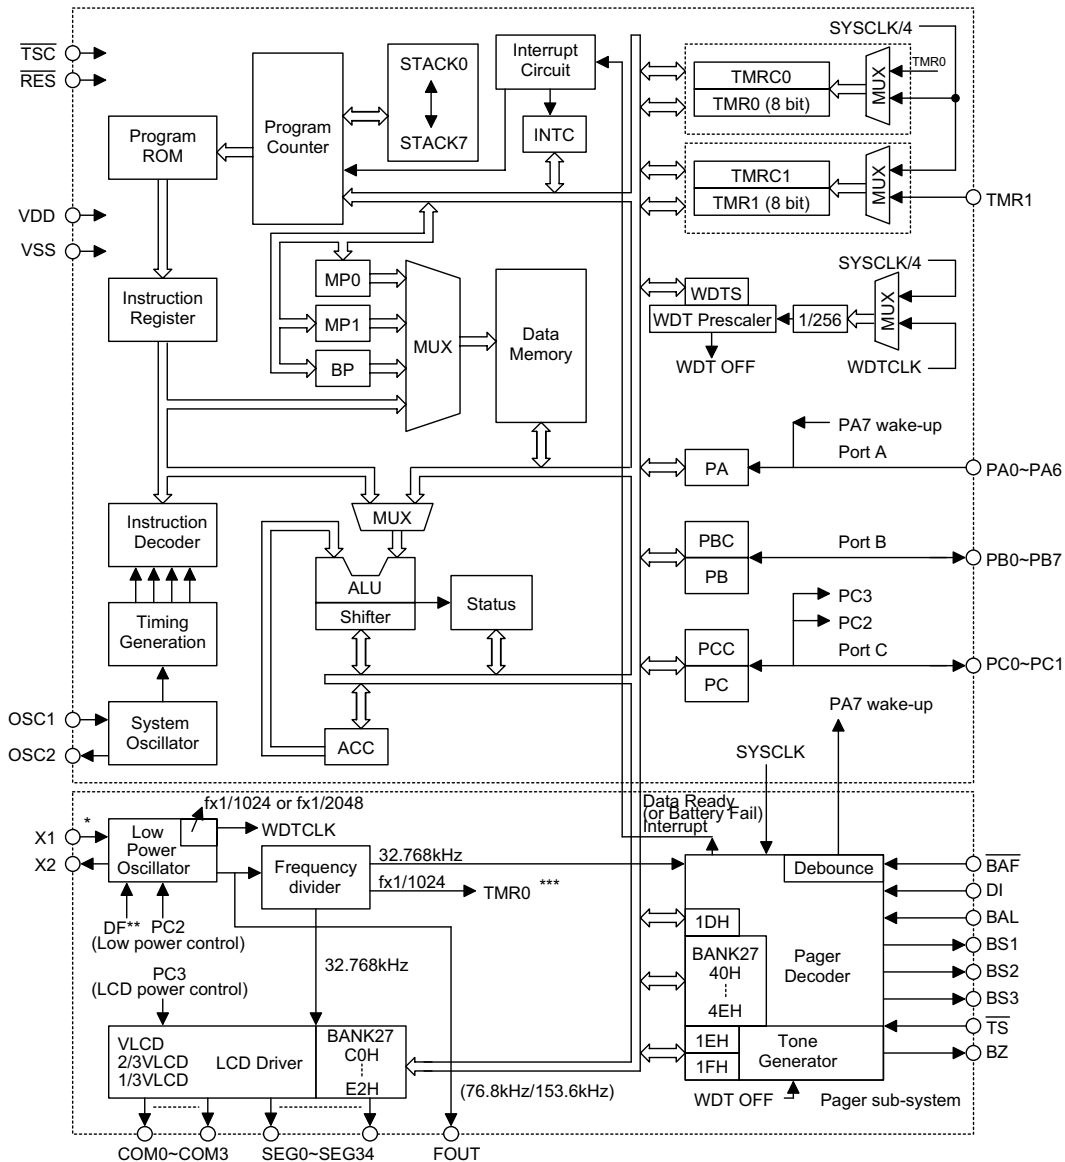 TSC
RES
VDD
VSS
OSC1
OSC2
Program
ROM
Program
Counter
STACK0
STACK7
Interrupt
Circuit
INTC
Instruction
Register
MP0
MP1
BP
MUX
Data
Memory
Instruction
Decoder
Timing
Generation
System
Oscillator
MUX
ALU
Shifter
Status
ACC
SYSCLK/4
TMRC0
TMR0 (8 bit)
MUX
TMR0
TMRC1
TMR1 (8 bit)
MUX
TMR1
SYSCLK/4
WDTS
WDT Prescaler
1/256
MUX
WDT OFF
WDTCLK
PA7 wake-up
Port A
PA
PA0~PA6
PBC
PB
Port B
PB0~PB7
PC3
PC2
PCC
PC
Port C
PC0~PC1
PA7 wake-up
SYSCLK
Data Ready
(or Battery Fail)
Interrupt
fx1/1024 or fx1/2048
X1
*
X2
Low
Power
Oscillator
WDTCLK
Frequency
divider
32.768kHz
fx1/1024
TMR0 ***
DF** PC2
(Low power control)
32.768kHz
PC3
(LCD power control)
VLCD
2/3VLCD
1/3VLCD
LCD Driver
BANK27
C0H
E2H
(76.8kHz/153.6kHz)
COM0~COM3
SEG0~SEG34
FOUT
Debounce
1DH
BANK27
40H
4EH
Pager
Decoder
1EH
1FH
Tone
Generator
WDT OFF
Pager sub-system
BAF
DI
BAL
BS1
BS2
BS3
TS
BZ